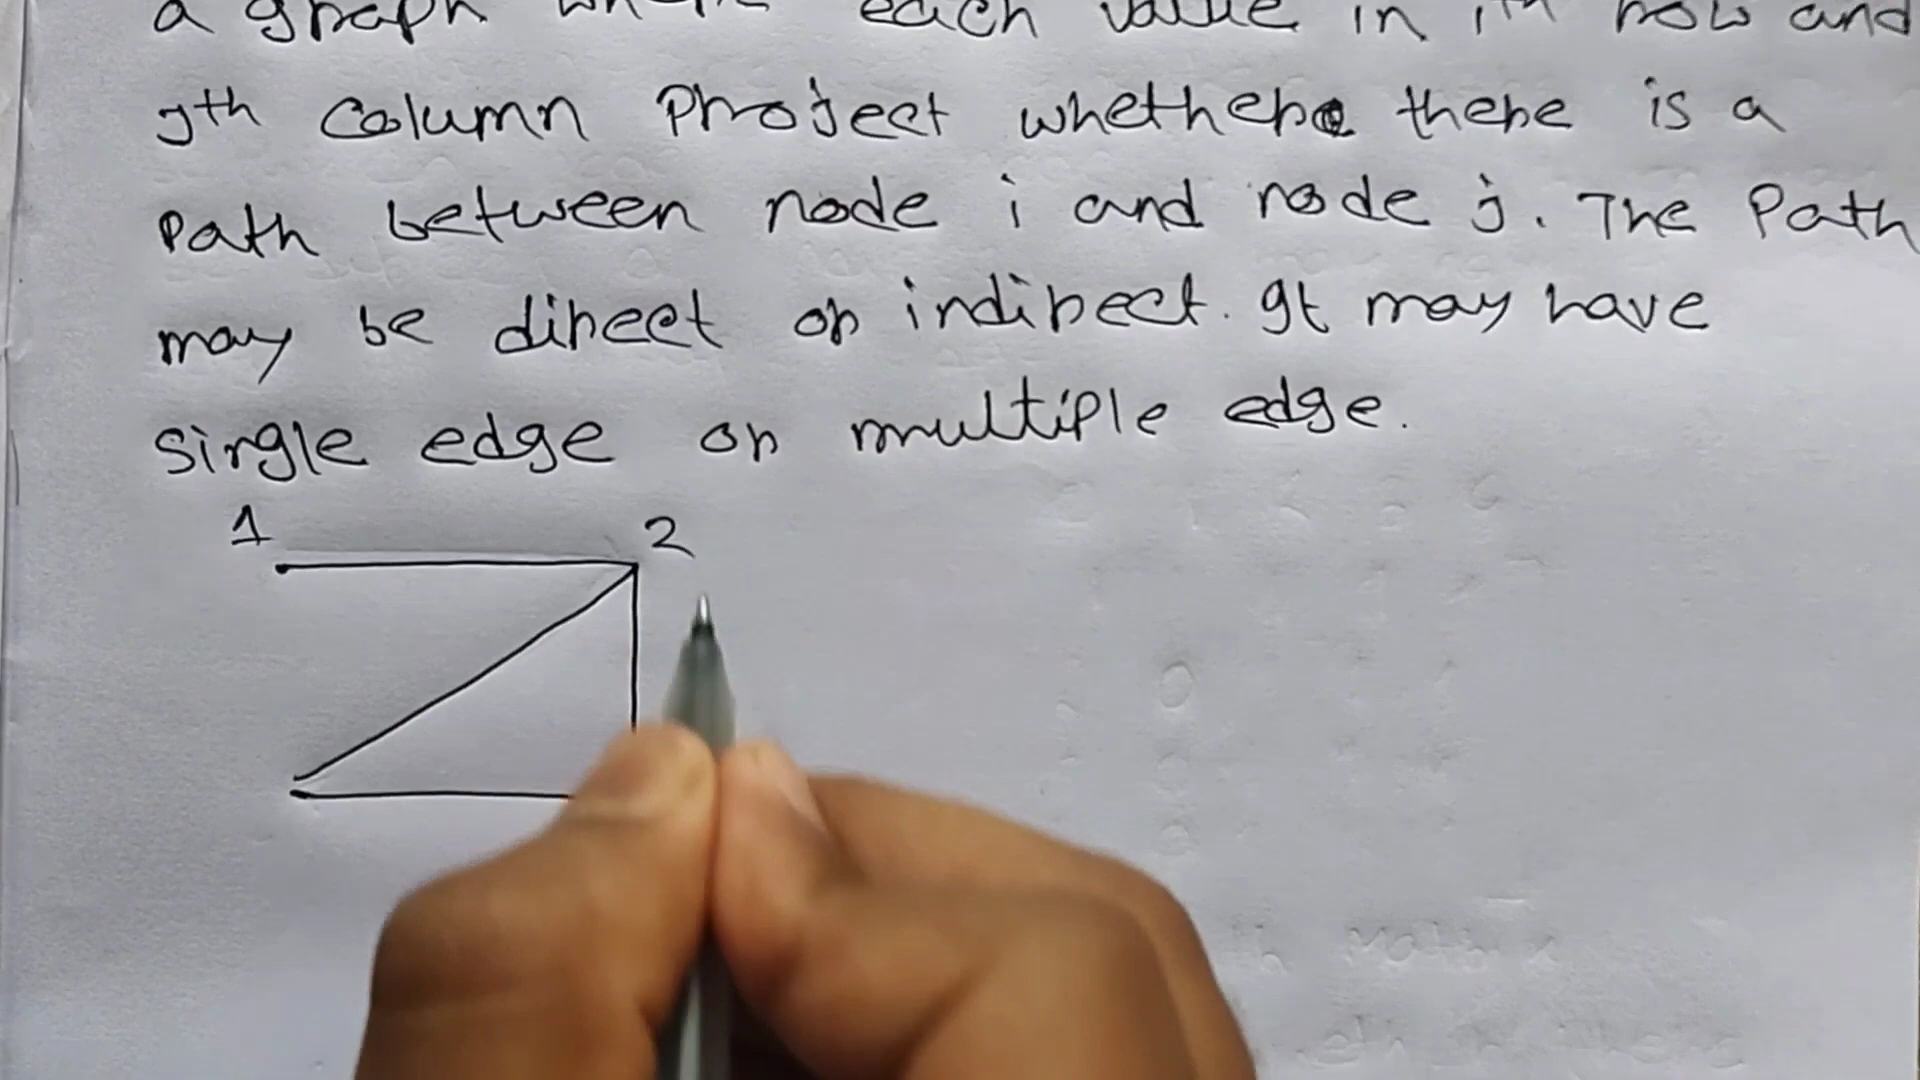 a graph where each value in ith row and
jth column Project whether there is a
Path between node i and node j. The Path
may be direct or indirect. It may have
single edge or multiple edge.
1 2